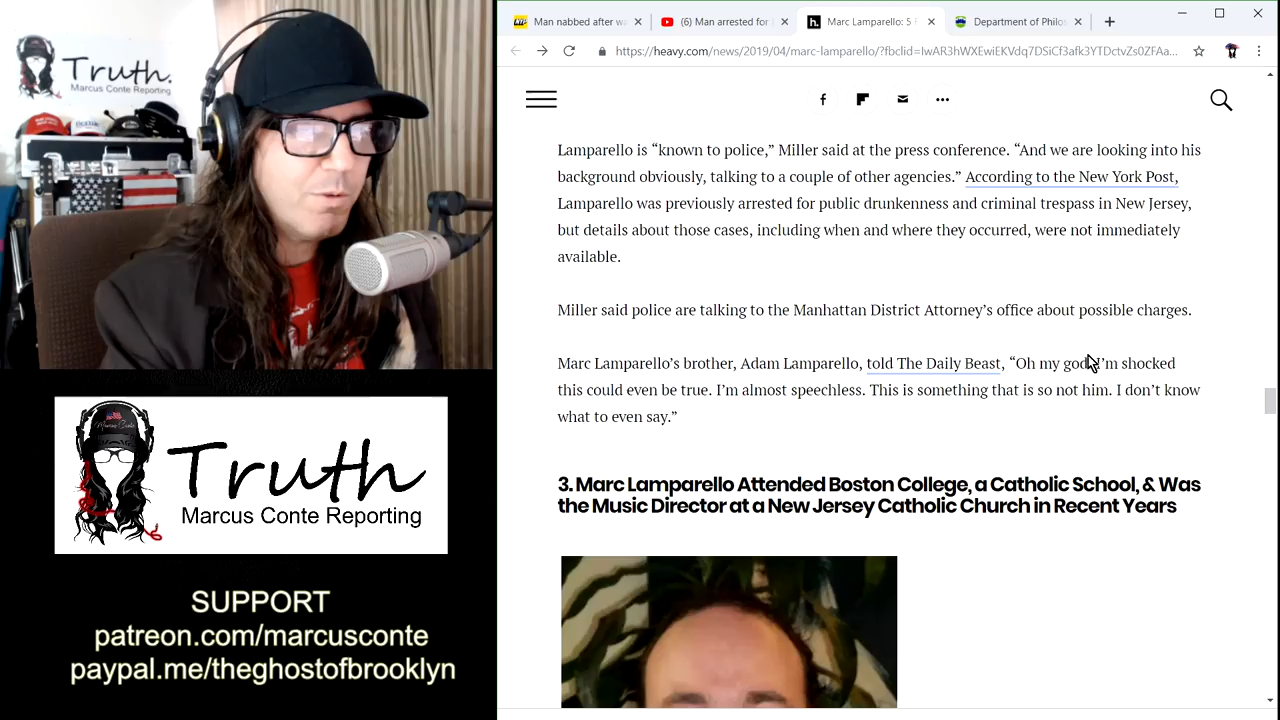 Truth.
Marcus Conte Reporting
Truth
Marcus Conte Reporting
SUPPORT
patreon.com/marcusconte
paypal.me/theghostofbrooklyn
Man nabbed after wa
(6) Man arrested for
Marc Lamparello: 5 F
Department of Philos
https://heavy.com/news/2019/04/marc-lamparello/?fbclid=IwAR3hWXEwiEKVdq7DSiCf3afk3YTDctvZs0ZFAa...
Lamparello is “known to police,” Miller said at the press conference. “And we are looking into his
background obviously, talking to a couple of other agencies.” According to the New York Post,
Lamparello was previously arrested for public drunkenness and criminal trespass in New Jersey,
but details about those cases, including when and where they occurred, were not immediately
available.
Miller said police are talking to the Manhattan District Attorney’s office about possible charges.
Marc Lamparello’s brother, Adam Lamparello, told The Daily Beast, “Oh my god, I’m shocked
this could even be true. I’m almost speechless. This is something that is so not him. I don’t know
what to even say.”
3. Marc Lamparello Attended Boston College, a Catholic School, & Was
the Music Director at a New Jersey Catholic Church in Recent Years